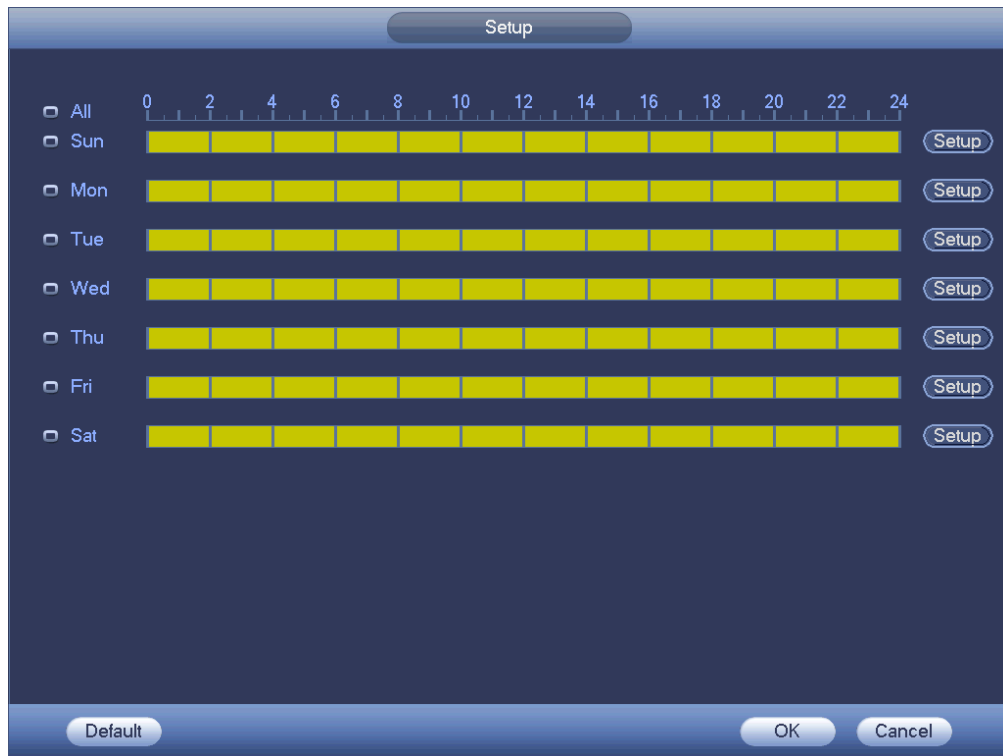 Setup
All 0 2 4 6 8 10 12 14 16 18 20 22 24
Sun Setup
Mon Setup
Tue Setup
Wed Setup
Thu Setup
Fri Setup
Sat Setup
Default OK Cancel